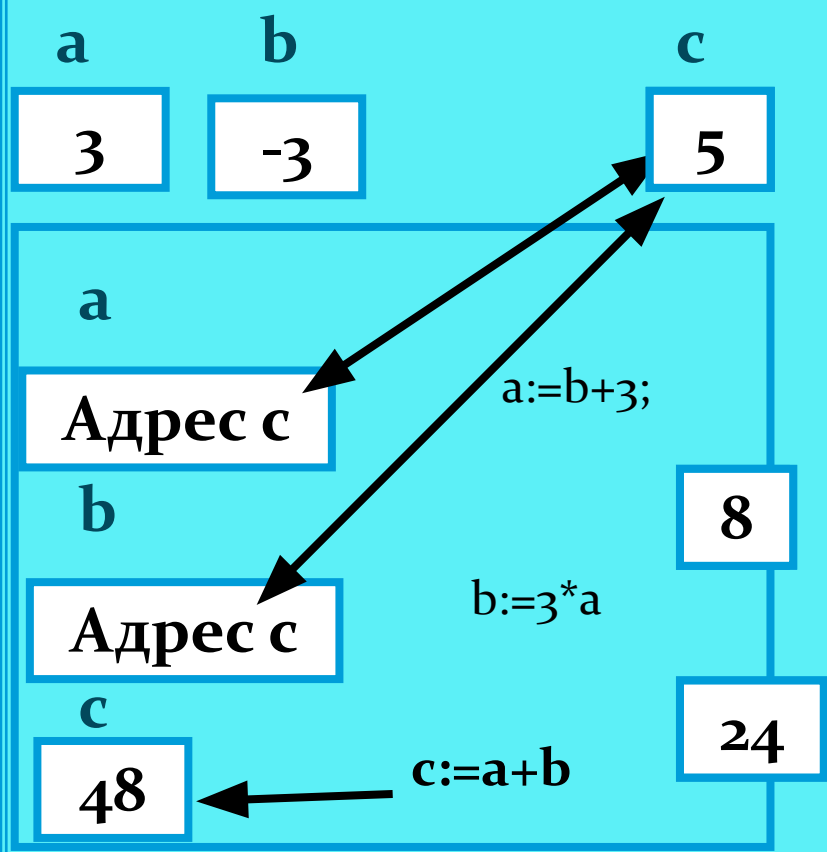 a b c
3 -3 5
a
Адрес с
a:=b+3;
b
8
Адрес с
b:=3*a
c
24
48
c:=a+b